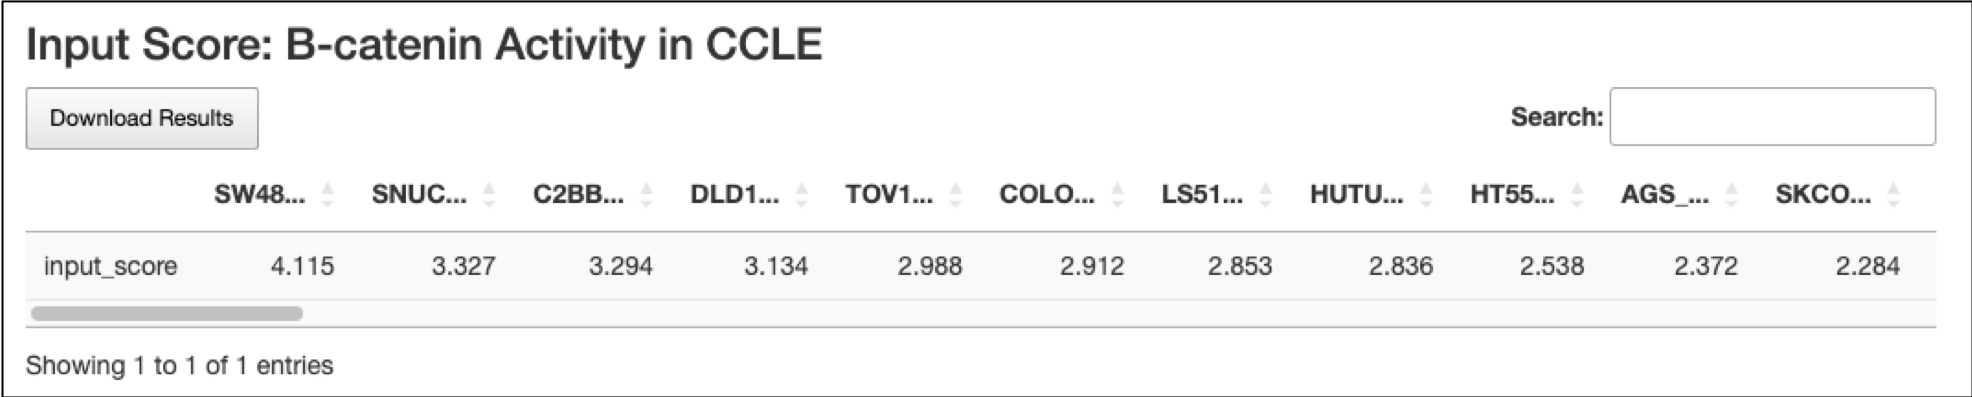 Input Score: B-catenin Activity in CCLE
Download Results
Search:
SW48... SNUC... C2BB... DLD1... TOV1... COLO... LS51... HUTU... HT55... AGS_... SKCO...
input_score 4.115 3.327 3.294 3.134 2.988 2.912 2.853 2.836 2.538 2.372 2.284
Showing 1 to 1 of 1 entries